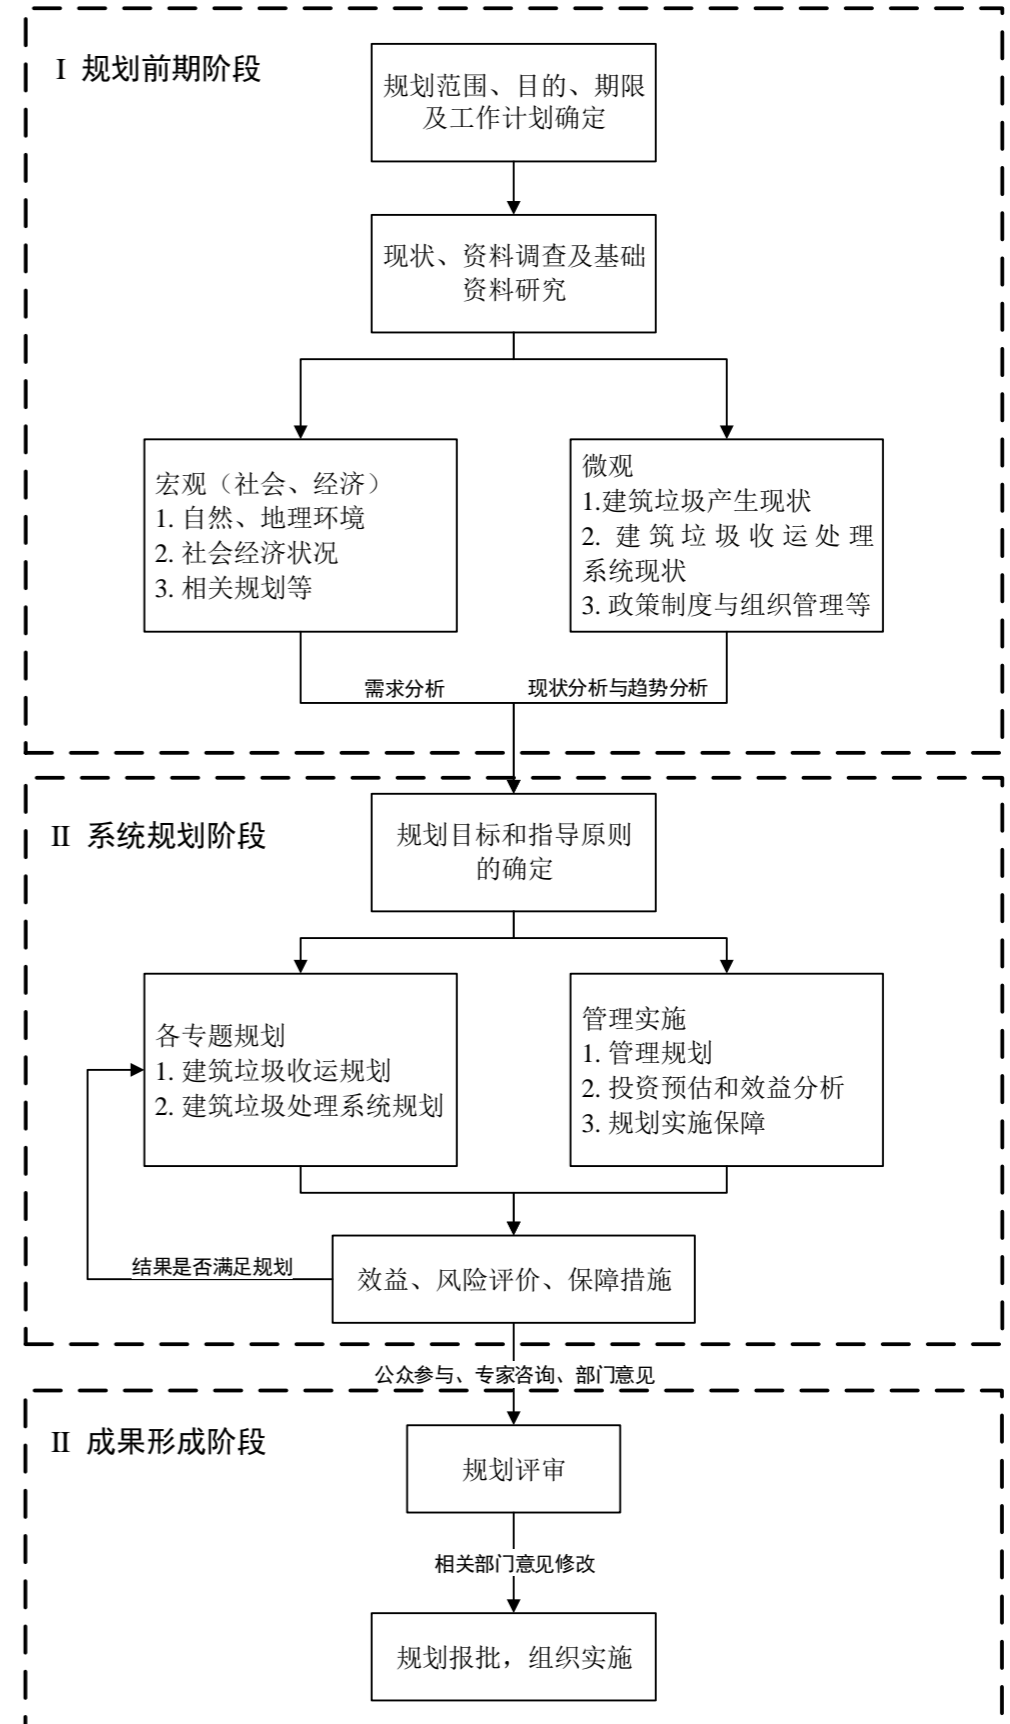 I 规划前期阶段
规划范围、目的、期限
及工作计划确定
现状、资料调查及基础
资料研究
宏观（社会、经济）
1. 自然、地理环境
2. 社会经济状况
3. 相关规划等
微观
1.建筑垃圾产生现状
2. 建筑垃圾收运处理
系统现状
3. 政策制度与组织管理等
需求分析
现状分析与趋势分析
II 系统规划阶段
规划目标和指导原则
的确定
各专题规划
1. 建筑垃圾收运规划
2. 建筑垃圾处理系统规划
管理实施
1. 管理规划
2. 投资预估和效益分析
3. 规划实施保障
结果是否满足规划
效益、风险评价、保障措施
公众参与、专家咨询、部门意见
II 成果形成阶段
规划评审
相关部门意见修改
规划报批，组织实施